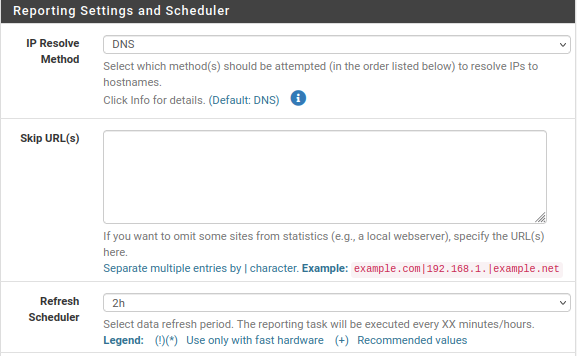 Reporting Settings and Scheduler
IP Resolve
Method
DNS
Select which method(s) should be attempted (in the order listed below) to resolve IPs to
hostnames.
Click Info for details. (Default: DNS)
Skip URL(s)
If you want to omit some sites from statistics (e.g., a local webserver), specify the URL(s)
here.
Separate multiple entries by | character. Example: example.com|192.168.1.|example.net
Refresh
Scheduler
2h
Select data refresh period. The reporting task will be executed every XX minutes/hours.
Legend: (!)(*) Use only with fast hardware (+) Recommended values